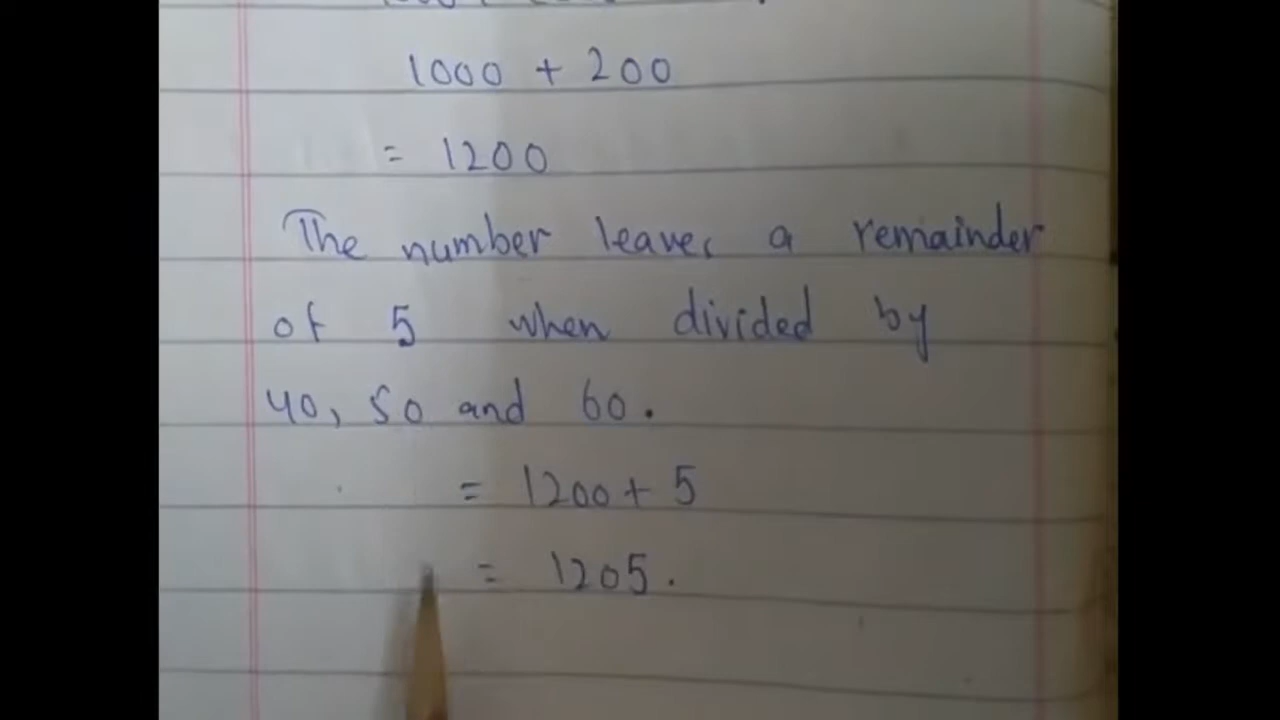 1000 + 200
= 1200
The number leaves a remainder
of 5 when divided by
40, 50 and 60.
= 1200 + 5
= 1205.